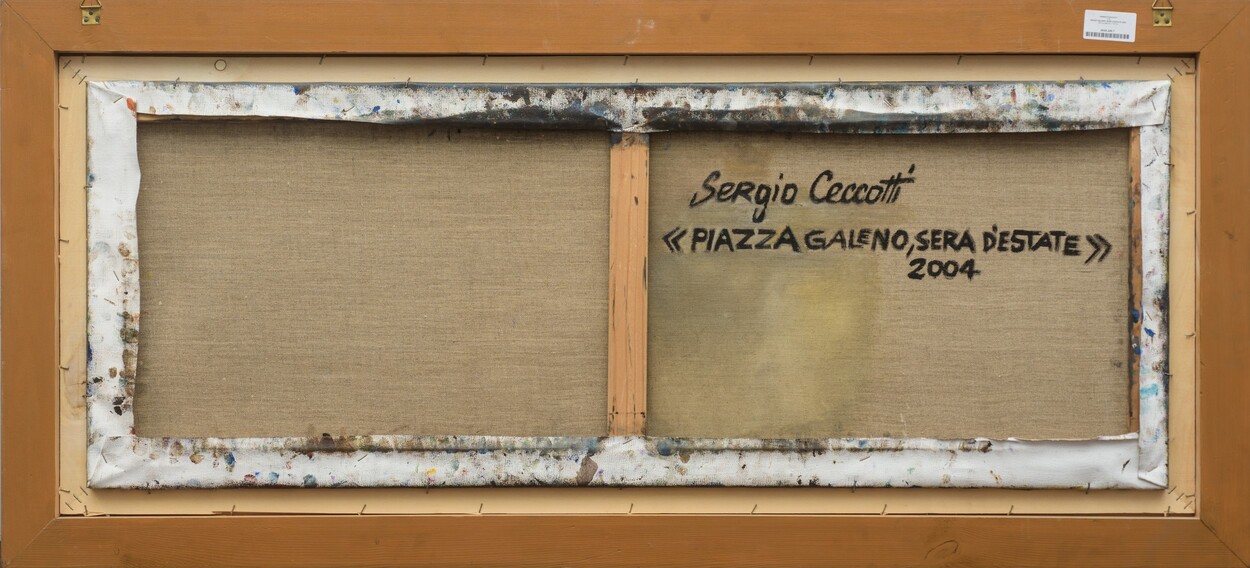 Sergio Ceccotti
« PIAZZA GALENO, SERA D'ESTATE »
2004